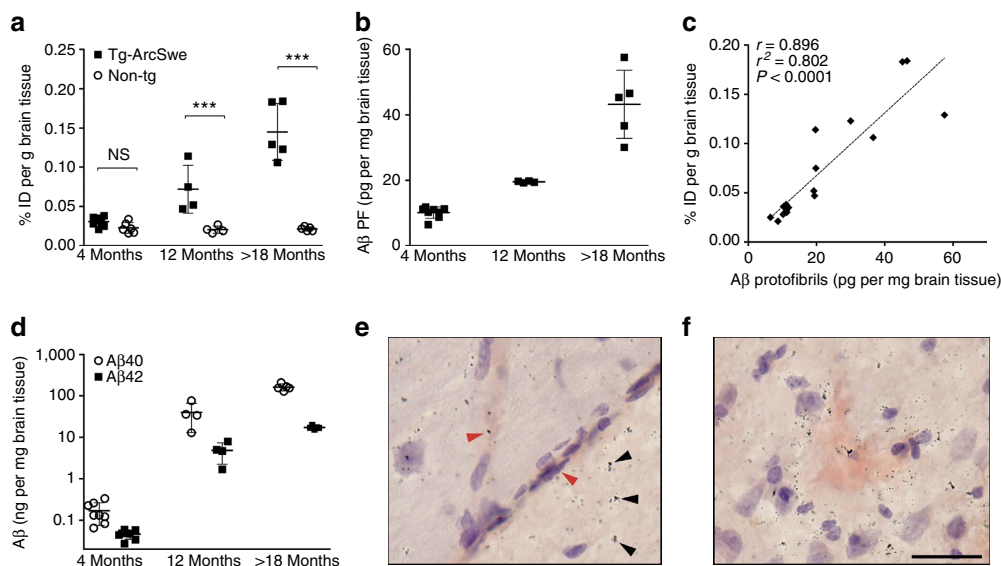 a
Tg-ArcSwe
Non-tg
% ID per g brain tissue
0.25
0.20
0.15
0.10
0.05
0.00
NS
***
***
4 Months
12 Months
>18 Months
b
Aβ PF (pg per mg brain tissue)
60
40
20
0
4 Months
12 Months
>18 Months
c
% ID per g brain tissue
0.20
0.15
0.10
0.05
0.00
r = 0.896
r² = 0.802
P < 0.0001
0
20
40
60
Aβ protofibrils (pg per mg brain tissue)
d
Aβ (ng per mg brain tissue)
1,000
100
10
1
0.1
Aβ40
Aβ42
4 Months
12 Months
>18 Months
e
f